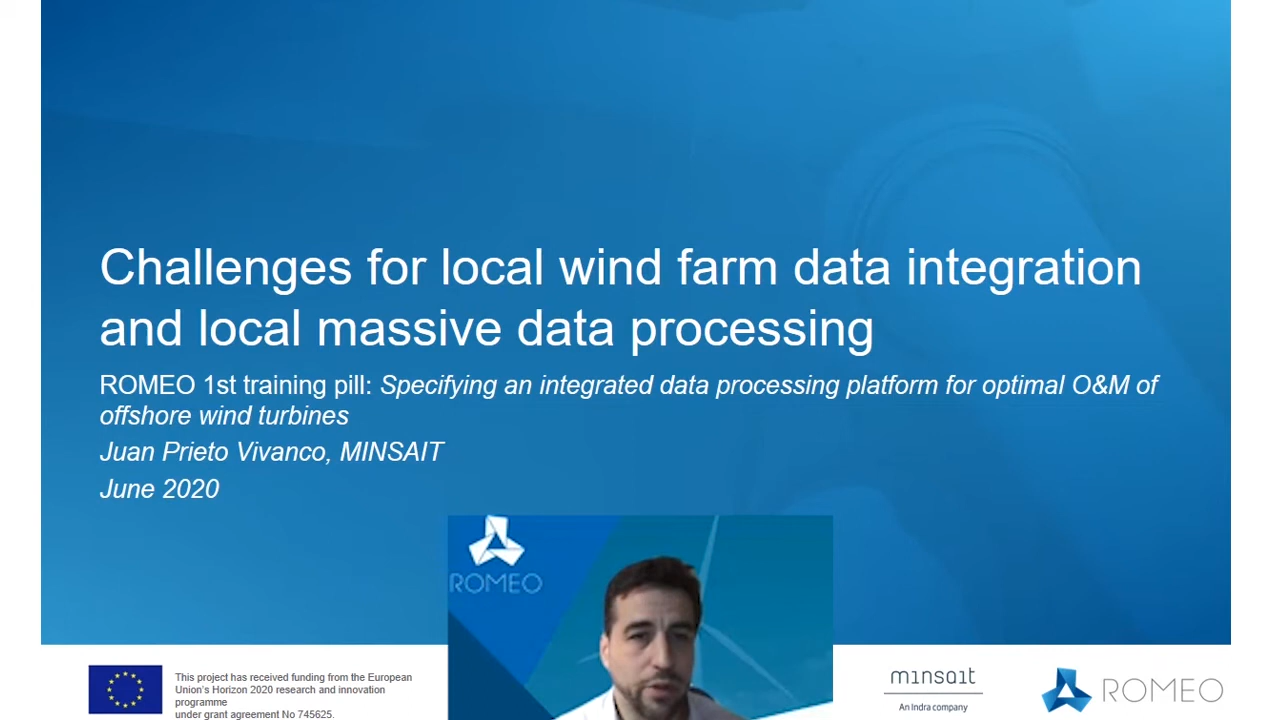 Challenges for local wind farm data integration
and local massive data processing
ROMEO 1st training pill: Specifying an integrated data processing platform for optimal O&M of
offshore wind turbines
Juan Prieto Vivanco, MINSAIT
June 2020
ROMEO
This project has received funding from the European
Union's Horizon 2020 research and innovation
programme
under grant agreement No 745625.
minsait
An Indra company
ROMEO